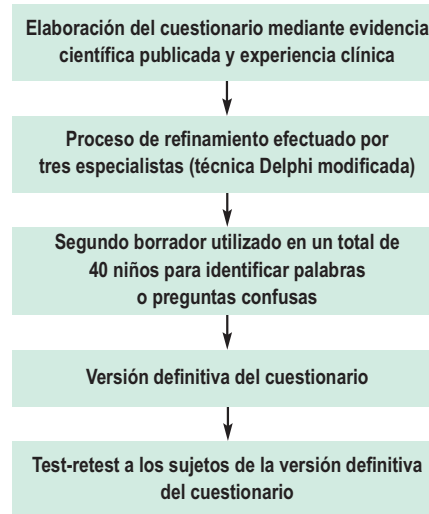 Elaboración del cuestionario mediante evidencia
científica publicada y experiencia clínica
Proceso de refinamiento efectuado por
tres especialistas (técnica Delphi modificada)
Segundo borrador utilizado en un total de
40 niños para identificar palabras
o preguntas confusas
Versión definitiva del cuestionario
Test-retest a los sujetos de la versión definitiva
del cuestionario